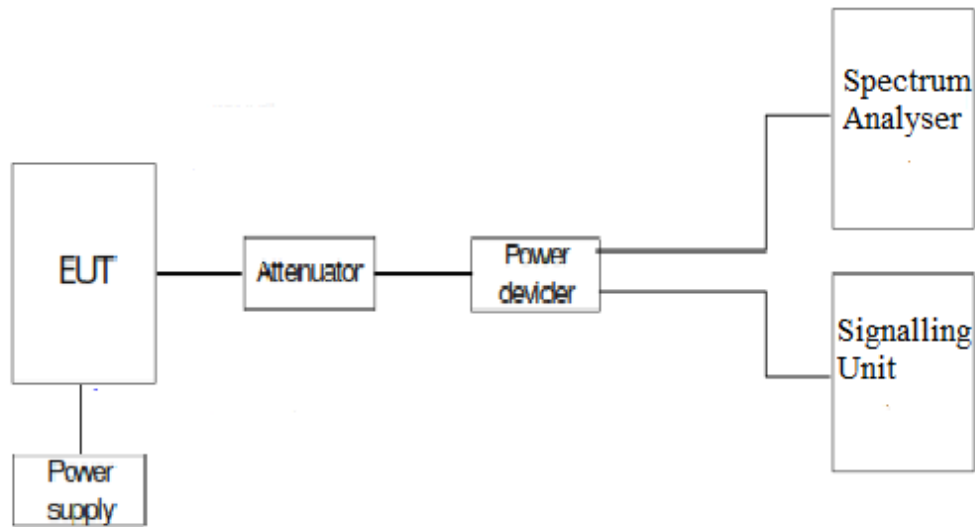 Spectrum
Analyser
EUT
Attenuator
Power
devider
Signalling
Unit
Power
supply